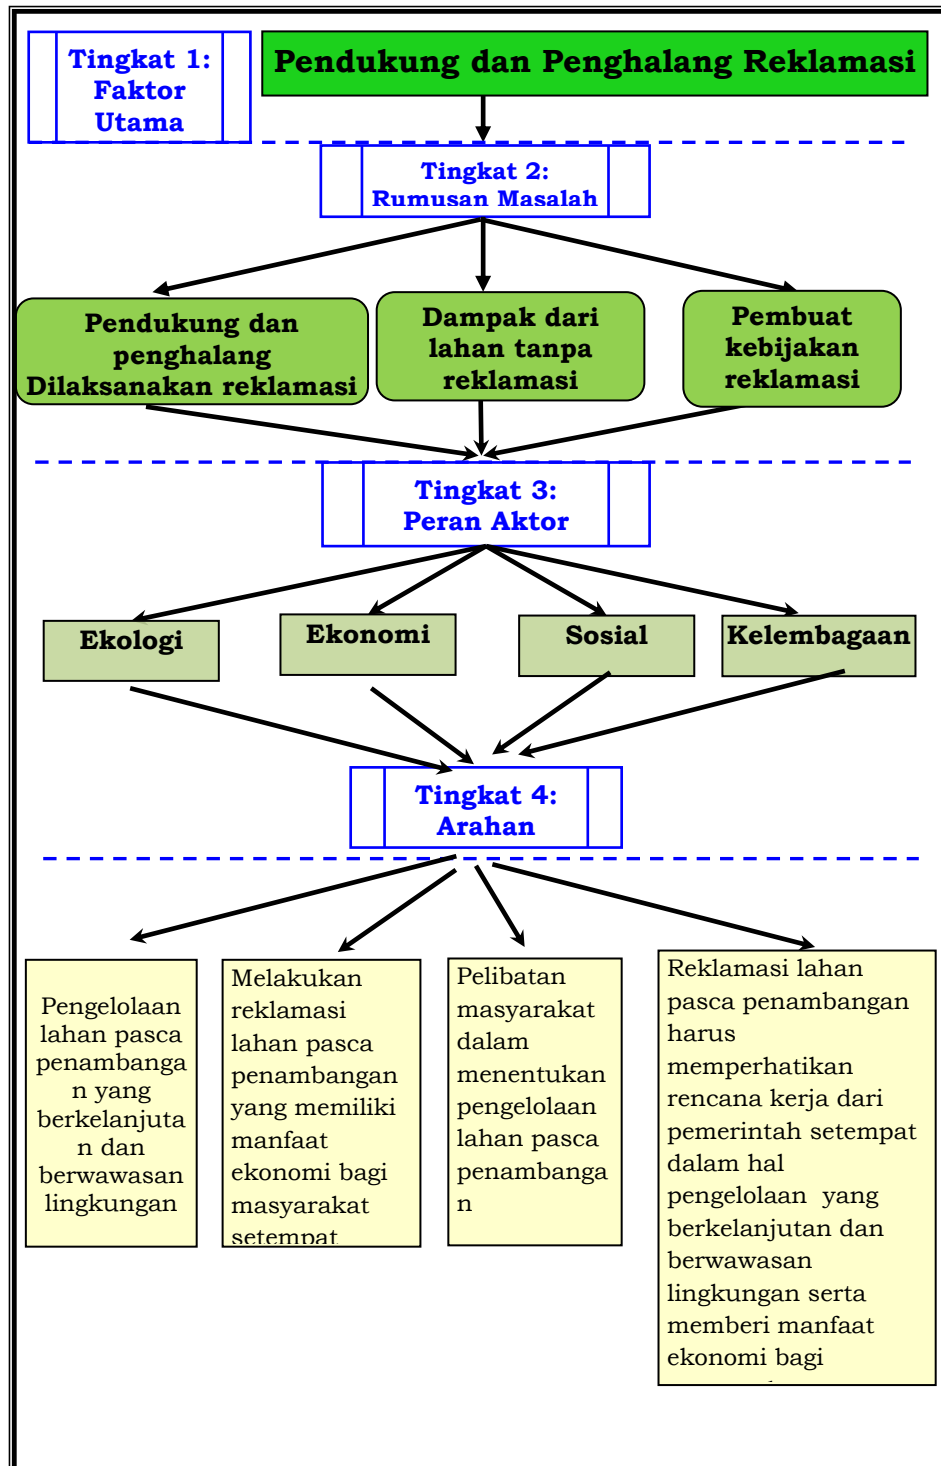 Tingkat 1:
Faktor
Utama
Pendukung dan Penghalang Reklamasi
Tingkat 2:
Rumusan Masalah
Pendukung dan
penghalang
Dilaksanakan reklamasi
Dampak dari
lahan tanpa
reklamasi
Pembuat
kebijakan
reklamasi
Tingkat 3:
Peran Aktor
Ekologi
Ekonomi
Sosial
Kelembagaan
Tingkat 4:
Arahan
Pengelolaan
lahan pasca
penambanga
n yang
berkelanjuta
n dan
berwawasan
lingkungan
Melakukan
reklamasi
lahan pasca
penambangan
yang memiliki
manfaat
ekonomi bagi
masyarakat
setempat
Pelibatan
masyarakat
dalam
menentukan
pengelolaan
lahan pasca
penambanga
n
Reklamasi lahan
pasca penambangan
harus
memperhatikan
rencana kerja dari
pemerintah setempat
dalam hal
pengelolaan  yang
berkelanjutan dan
berwawasan
lingkungan serta
memberi manfaat
ekonomi bagi